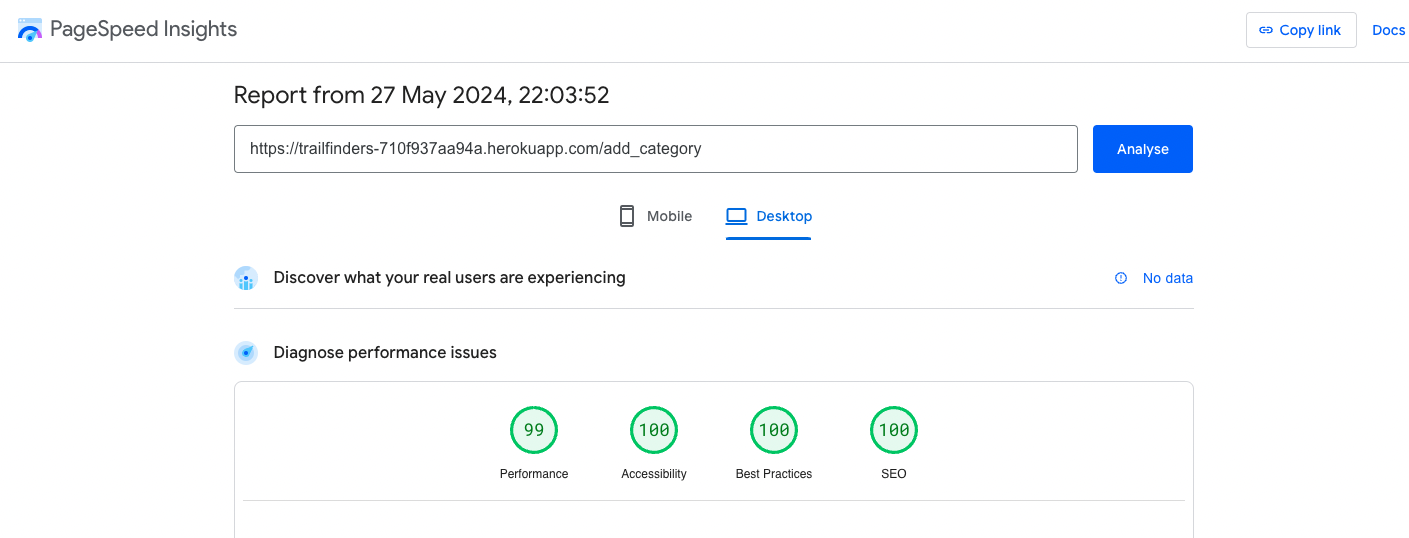 PageSpeed Insights
Copy link
Docs
Report from 27 May 2024, 22:03:52
https://trailfinders-710f937aa94a.herokuapp.com/add_category
Analyse
Mobile
Desktop
Discover what your real users are experiencing
No data
Diagnose performance issues
99
100
100
100
Performance
Accessibility
Best Practices
SEO